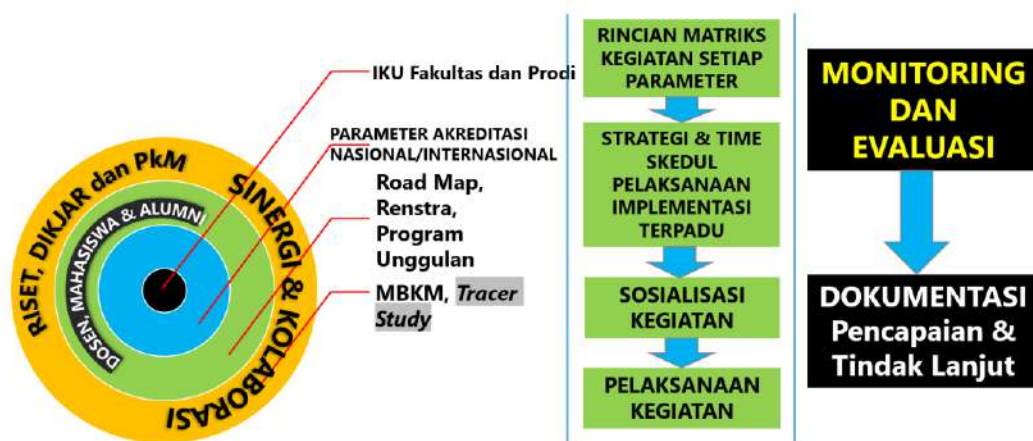 RISET, DIKJAR dan PkM
SINERGI & KOLABORASI
DOSEN, MAHASISWA & ALUMNI
IKU Fakultas dan Prodi
PARAMETER AKREDITASI
NASIONAL/INTERNASIONAL
Road Map,
Renstra,
Program
Unggulan
MBKM, Tracer
Study
RINCIAN MATRIKS
KEGIATAN SETIAP
PARAMETER
STRATEGI & TIME
SKEDUL
PELAKSANAAN
IMPLEMENTASI
TERPADU
SOSIALISASI
KEGIATAN
PELAKSANAAN
KEGIATAN
MONITORING
DAN
EVALUASI
DOKUMENTASI
Pencapaian &
Tindak Lanjut